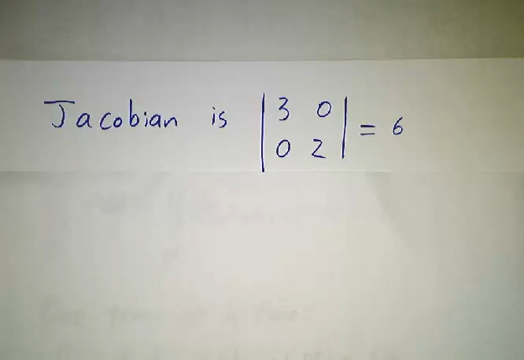 Jacobian is | 3 0 | = 6
| 0 2 |